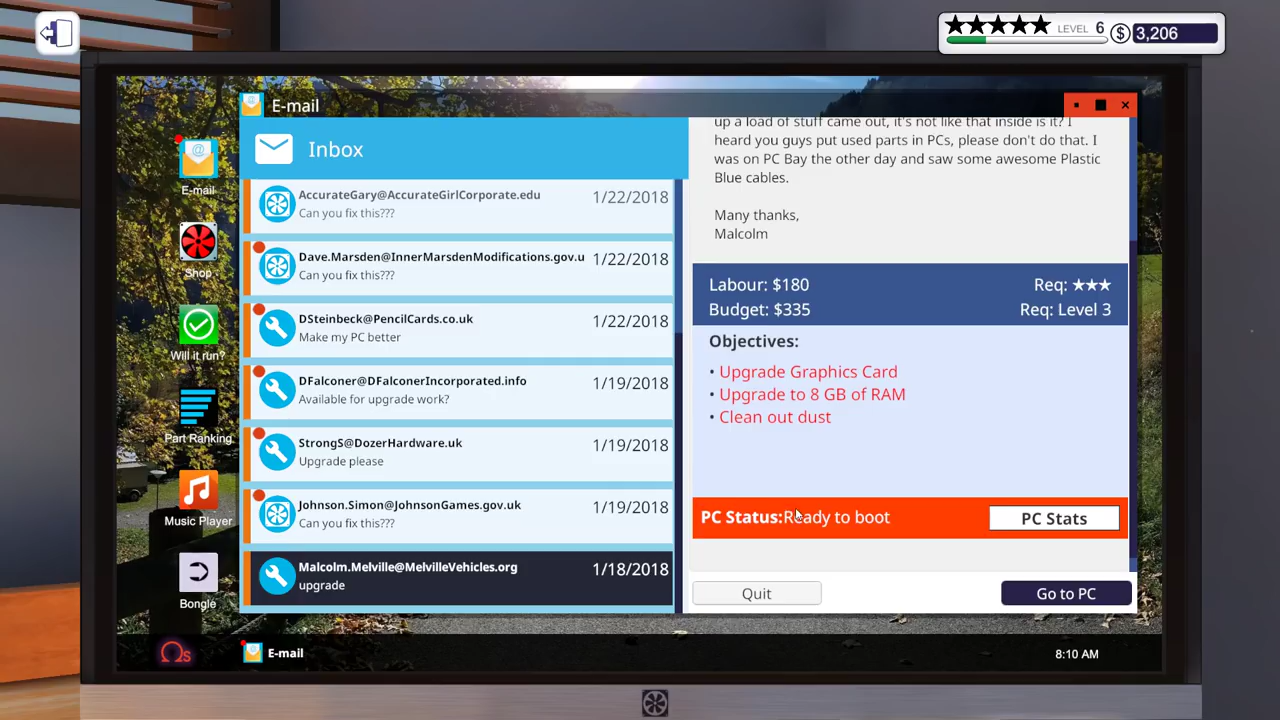 LEVEL 6
$ 3,206
E-mail
Inbox
AccurateGary@AccurateGirlCorporate.edu 1/22/2018
Can you fix this???
Dave.Marsden@InnerMarsdenModifications.gov.u 1/22/2018
Can you fix this???
DSteinbeck@PencilCards.co.uk 1/22/2018
Make my PC better
DFalconer@DFalconerIncorporated.info 1/19/2018
Available for upgrade work?
StrongS@DozerHardware.uk 1/19/2018
Upgrade please
Johnson.Simon@JohnsonGames.gov.uk 1/19/2018
Can you fix this???
Malcolm.Melville@MelvilleVehicles.org 1/18/2018
upgrade
up a load of stuff came out, it's not like that inside is it? I
heard you guys put used parts in PCs, please don't do that. I
was on PC Bay the other day and saw some awesome Plastic
Blue cables.
Many thanks,
Malcolm
Labour: $180 Req: ★★★
Budget: $335 Req: Level 3
Objectives:
• Upgrade Graphics Card
• Upgrade to 8 GB of RAM
• Clean out dust
PC Status:Ready to boot PC Stats
Quit Go to PC
E-mail
Shop
Will it run?
Part Ranking
Music Player
Bongle
Ωs E-mail 8:10 AM